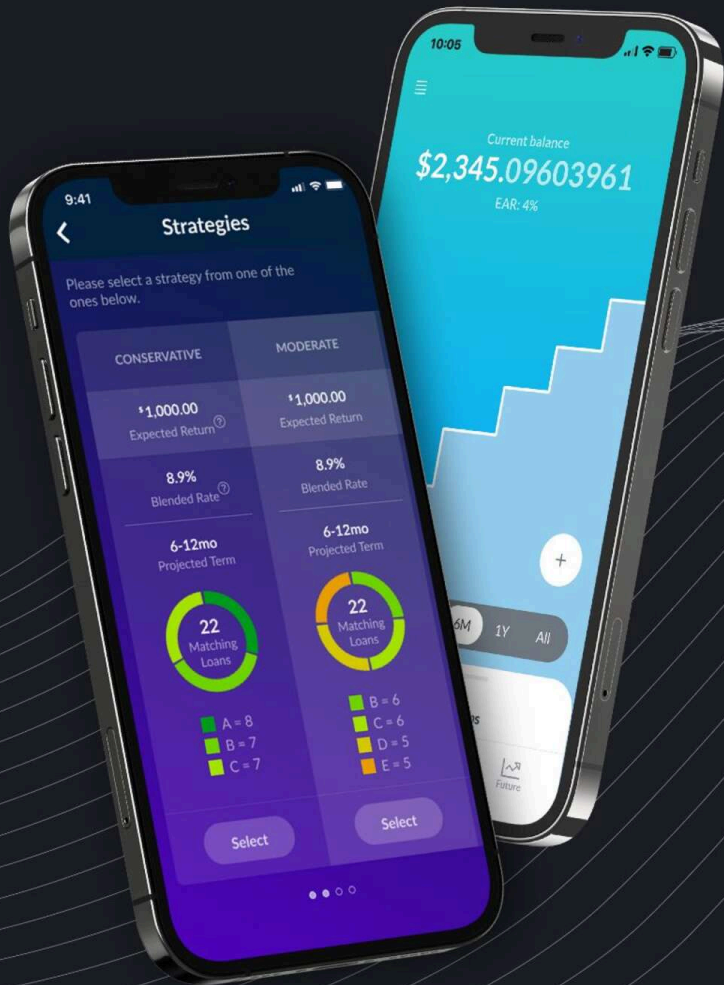 9:41
Strategies
Please select a strategy from one of the
ones below.
CONSERVATIVE
$1,000.00
Expected Return ?
8.9%
Blended Rate ?
6-12mo
Projected Term
22
Matching
Loans
A = 8
B = 7
C = 7
Select
MODERATE
$1,000.00
Expected Return
8.9%
Blended Rate
6-12mo
Projected Term
22
Matching
Loans
B = 6
C = 6
D = 5
E = 5
Select
10:05
Current balance
$2,345.09603961
EAR: 4%
+
6M 1Y All
Future